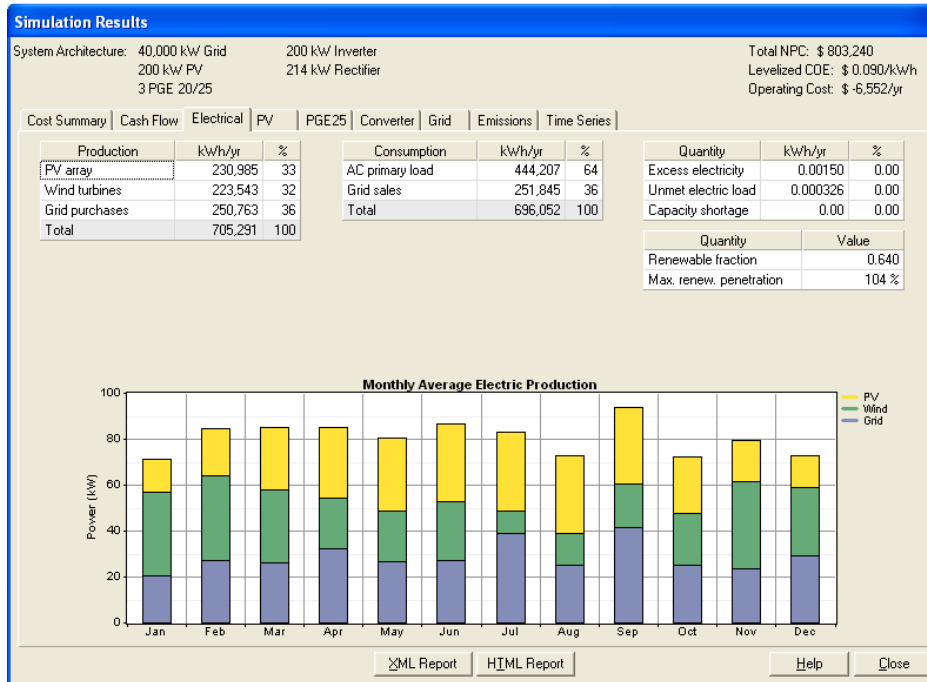 Simulation Results
System Architecture: 40,000 kW Grid 200 kW Inverter Total NPC: $ 803,240
200 kW PV 214 kW Rectifier Levelized COE: $ 0.090/kWh
3 PGE 20/25 Operating Cost: $ -6,552/yr
Cost Summary Cash Flow Electrical PV PGE25 Converter Grid Emissions Time Series
Production kWh/yr %
PV array 230,985 33
Wind turbines 223,543 32
Grid purchases 250,763 36
Total 705,291 100
Consumption kWh/yr %
AC primary load 444,207 64
Grid sales 251,845 36
Total 696,052 100
Quantity kWh/yr %
Excess electricity 0.00150 0.00
Unmet electric load 0.000326 0.00
Capacity shortage 0.00 0.00
Quantity Value
Renewable fraction 0.640
Max. renew. penetration 104 %
Monthly Average Electric Production
Power (kW)
100
80
60
40
20
0
Jan Feb Mar Apr May Jun Jul Aug Sep Oct Nov Dec
PV
Wind
Grid
XML Report HTML Report Help Close